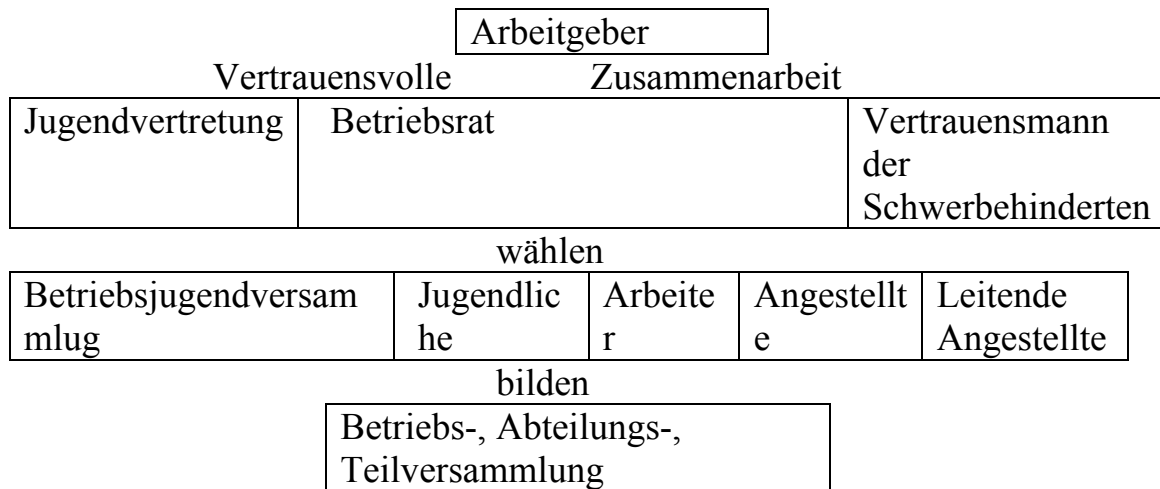 Arbeitgeber
Vertrauensvolle Zusammenarbeit
Jugendvertretung Betriebsrat Vertrauensmann
der
Schwerbehinderten
wählen
Betriebsjugendversam Jugendlic Arbeite Angestellt Leitende
mmlug he r e Angestellte
bilden
Betriebs-, Abteilungs-,
Teilversammlung